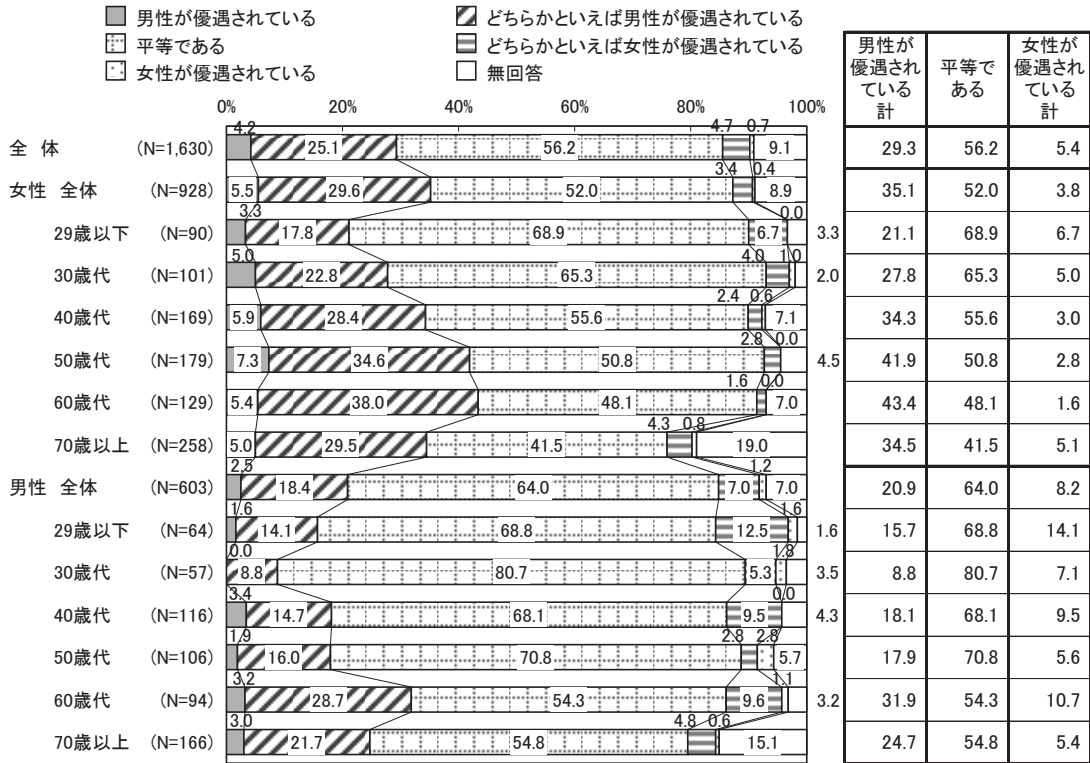 男性が優遇されている どちらかといえば男性が優遇されている
平等である どちらかといえば女性が優遇されている
女性が優遇されている 無回答
男性が優遇されている計 平等である 女性が優遇されている計
0% 20% 40% 60% 80% 100%
全 体 (N=1,630) 4.2 25.1 56.2 4.7 0.7 9.1 29.3 56.2 5.4
女性 全体 (N=928) 5.5 29.6 52.0 3.4 0.4 8.9 35.1 52.0 3.8
29歳以下 (N=90) 3.3 17.8 68.9 6.7 0.0 3.3 21.1 68.9 6.7
30歳代 (N=101) 5.0 22.8 65.3 4.0 1.0 2.0 27.8 65.3 5.0
40歳代 (N=169) 5.9 28.4 55.6 2.4 0.6 7.1 34.3 55.6 3.0
50歳代 (N=179) 7.3 34.6 50.8 2.8 0.0 4.5 41.9 50.8 2.8
60歳代 (N=129) 5.4 38.0 48.1 1.6 0.0 7.0 43.4 48.1 1.6
70歳以上 (N=258) 5.0 29.5 41.5 4.3 0.8 19.0 34.5 41.5 5.1
男性 全体 (N=603) 2.5 18.4 64.0 7.0 1.2 7.0 20.9 64.0 8.2
29歳以下 (N=64) 1.6 14.1 68.8 12.5 1.6 1.6 15.7 68.8 14.1
30歳代 (N=57) 0.0 8.8 80.7 5.3 1.8 3.5 8.8 80.7 7.1
40歳代 (N=116) 3.4 14.7 68.1 9.5 0.0 4.3 18.1 68.1 9.5
50歳代 (N=106) 1.9 16.0 70.8 2.8 2.8 5.7 17.9 70.8 5.6
60歳代 (N=94) 3.2 28.7 54.3 9.6 1.1 3.2 31.9 54.3 10.7
70歳以上 (N=166) 3.0 21.7 54.8 4.8 0.6 15.1 24.7 54.8 5.4